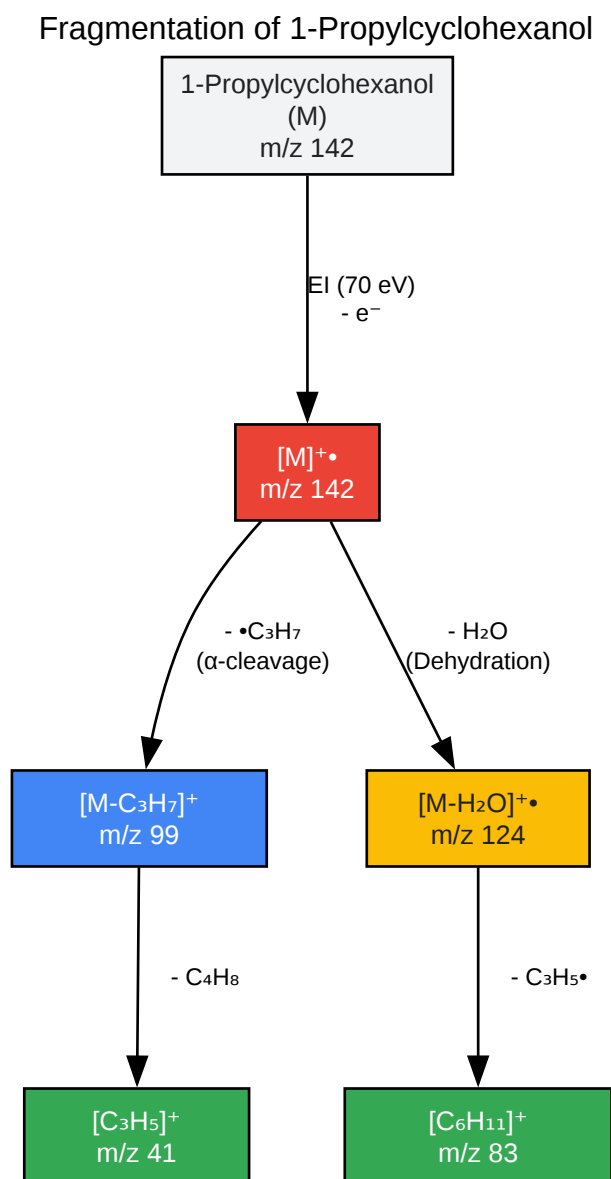 Fragmentation of 1-Propylcyclohexanol
1-Propylcyclohexanol
(M)
m/z 142
EI (70 eV)
- e⁻
[M]⁺•
m/z 142
- •C₃H₇
(α-cleavage)
- H₂O
(Dehydration)
[M-C₃H₇]⁺
m/z 99
[M-H₂O]⁺•
m/z 124
- C₄H₈
- C₃H₅•
[C₃H₅]⁺
m/z 41
[C₆H₁₁]⁺
m/z 83